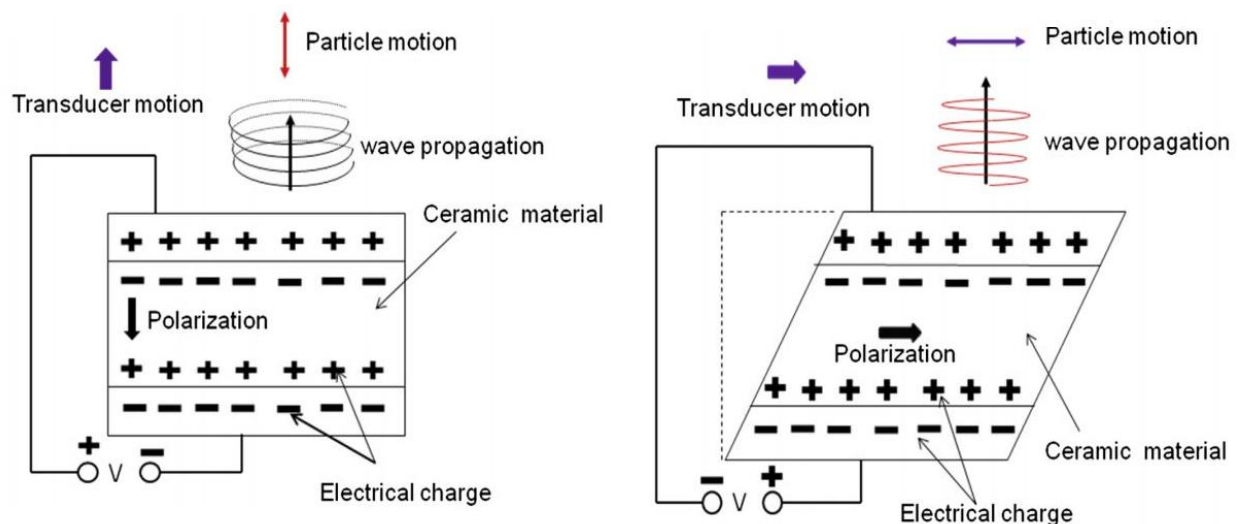 Particle motion
Transducer motion
wave propagation
Ceramic material
+ + + + + + +
− − − − − − −
Polarization
+ + + + + + +
− − − − − − −
+ −
V
Electrical charge
Particle motion
Transducer motion
wave propagation
+ + + + + + +
− − − − − − −
Polarization
+ + + + + + +
− − − − − − −
Ceramic material
− +
V
Electrical charge